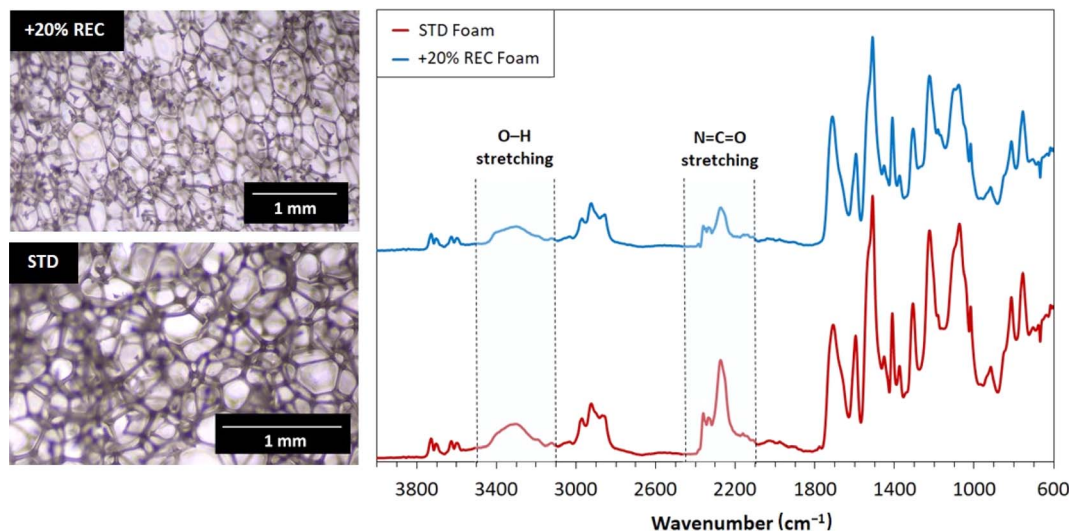 +20% REC
1 mm
STD
1 mm
STD Foam
+20% REC Foam
O–H
stretching
N=C=O
stretching
3800 3400 3000 2600 2200 1800 1400 1000 600
Wavenumber (cm⁻¹)